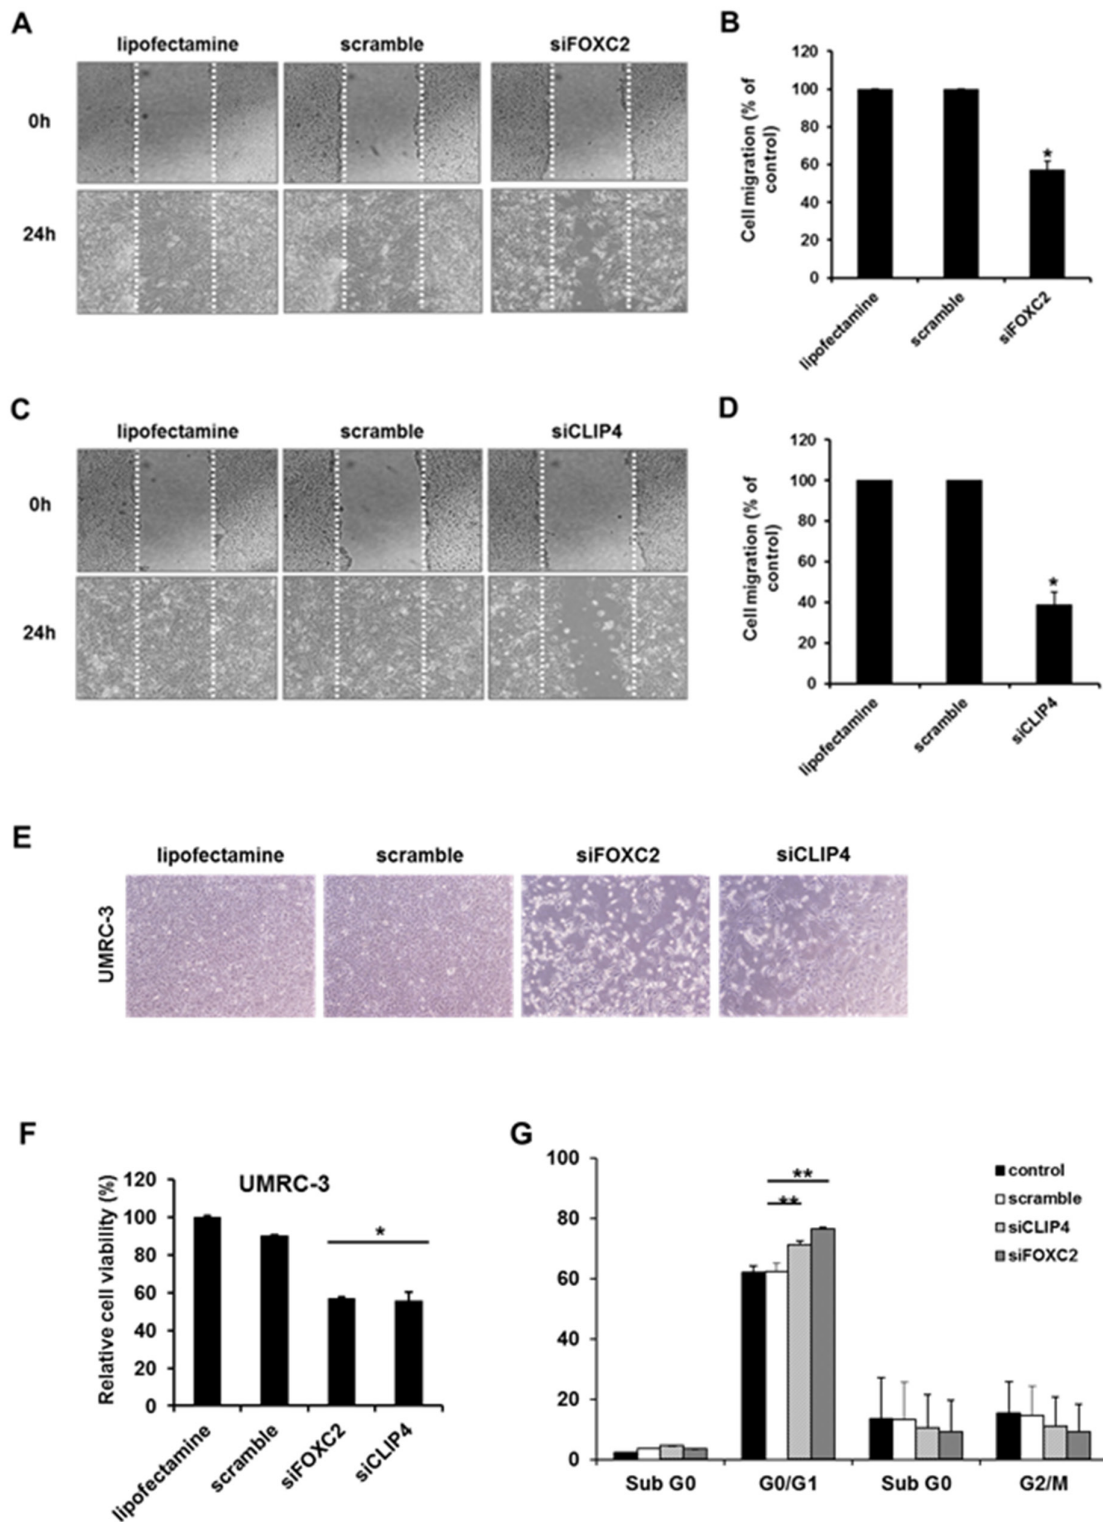 A
lipofectamine scramble siFOXC2
0h
24h
B
120
100
80
60
40
20
0
Cell migration (% of
control)
*
lipofectamine
scramble
siFOXC2
C
lipofectamine scramble siCLIP4
0h
24h
D
120
100
80
60
40
20
0
Cell migration (% of
control)
*
lipofectamine
scramble
siCLIP4
E
lipofectamine scramble siFOXC2 siCLIP4
UMRC-3
F
UMRC-3
120
100
80
60
40
20
0
Relative cell viability (%)
*
lipofectamine
scramble
siFOXC2
siCLIP4
G
100
80
60
40
20
0
**
**
control
scramble
siCLIP4
siFOXC2
Sub G0 G0/G1 Sub G0 G2/M